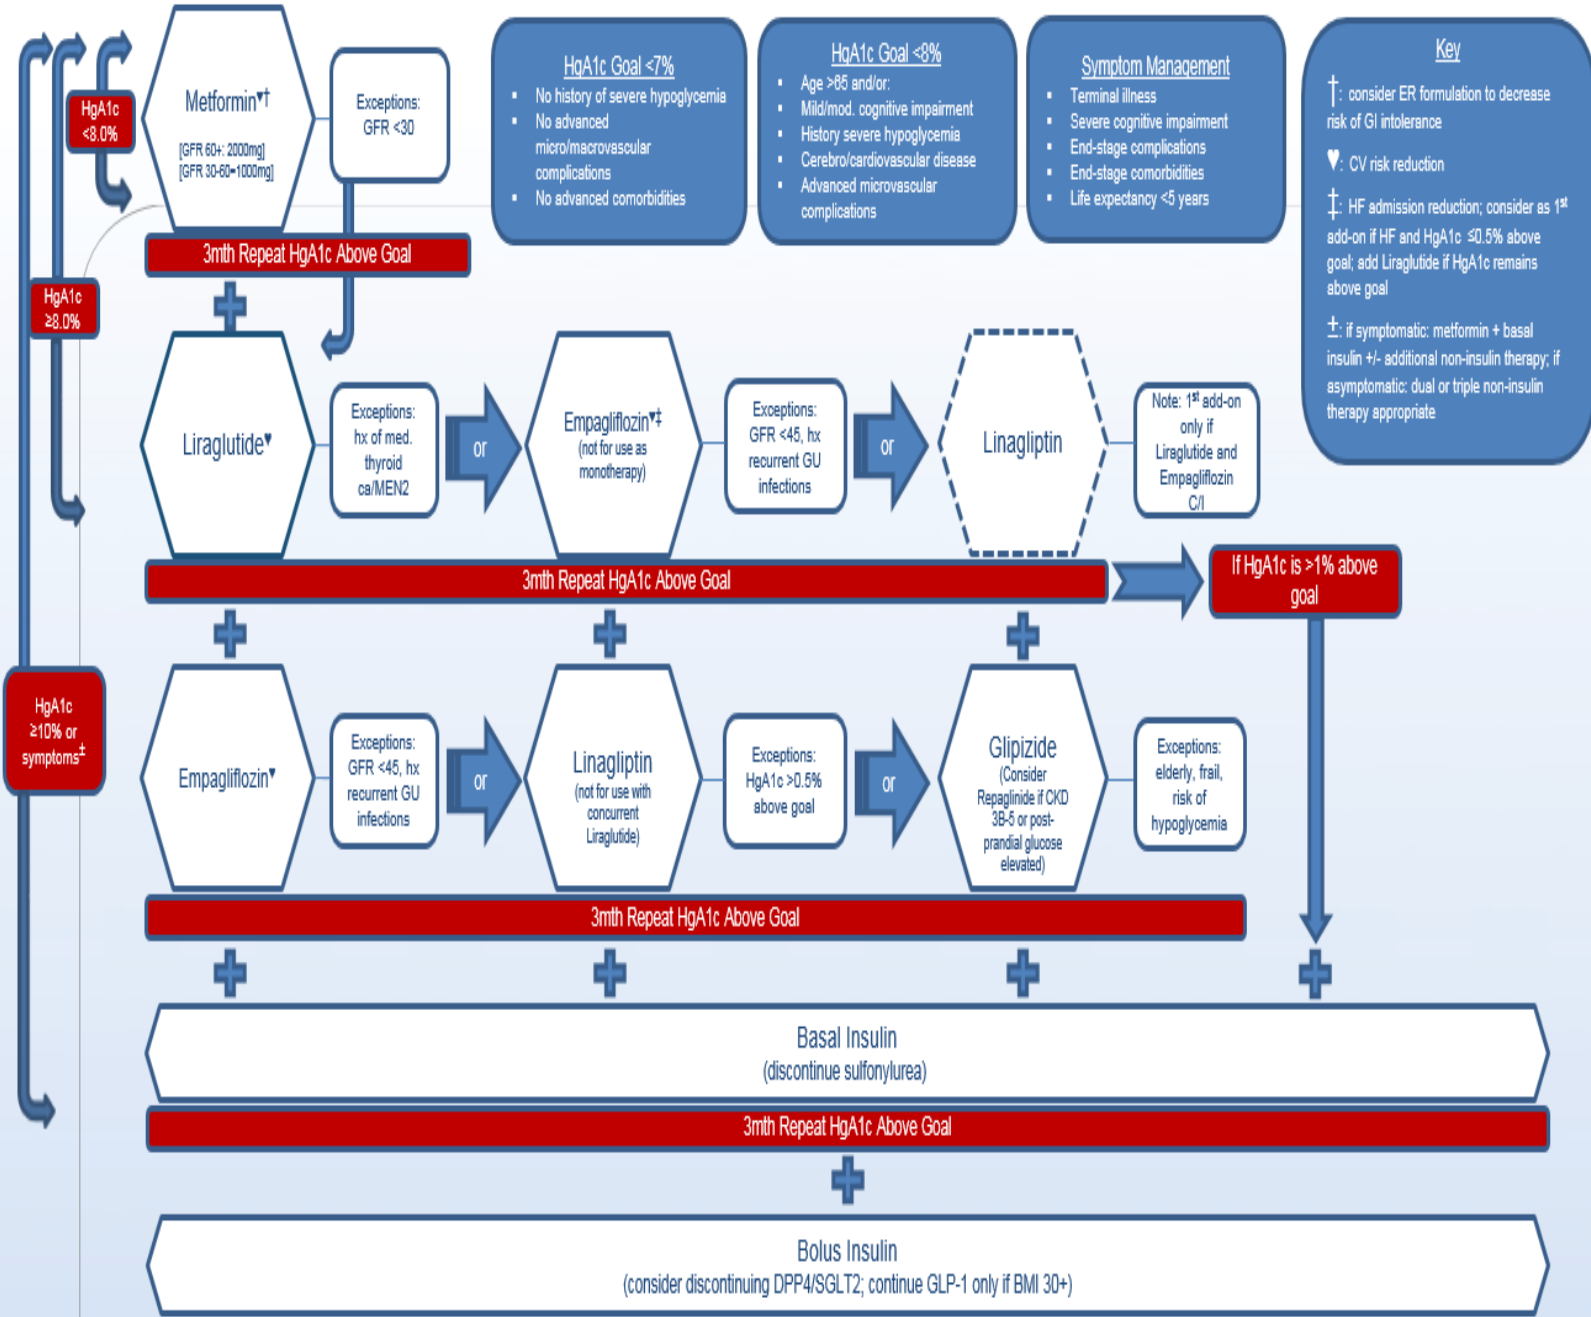 HgA1c
<8.0%
Metformin♥†
[GFR 60+: 2000mg]
[GFR 30-60=1000mg]
Exceptions:
GFR <30
HgA1c Goal <7%
▪ No history of severe hypoglycemia
▪ No advanced
micro/macrovascular
complications
▪ No advanced comorbidities
HgA1c Goal <8%
▪ Age >65 and/or:
▪ Mild/mod. cognitive impairment
▪ History severe hypoglycemia
▪ Cerebro/cardiovascular disease
▪ Advanced microvascular
complications
Symptom Management
▪ Terminal illness
▪ Severe cognitive impairment
▪ End-stage complications
▪ End-stage comorbidities
▪ Life expectancy <5 years
Key
†: consider ER formulation to decrease
risk of GI intolerance
♥: CV risk reduction
‡: HF admission reduction; consider as 1st
add-on if HF and HgA1c ≤0.5% above
goal; add Liraglutide if HgA1c remains
above goal
±: if symptomatic: metformin + basal
insulin +/- additional non-insulin therapy; if
asymptomatic: dual or triple non-insulin
therapy appropriate
3mth Repeat HgA1c Above Goal
HgA1c
≥8.0%
Liraglutide♥
Exceptions:
hx of med.
thyroid
ca/MEN2
or
Empagliflozin♥‡
(not for use as
monotherapy)
Exceptions:
GFR <45, hx
recurrent GU
infections
or
Linagliptin
Note: 1st add-on
only if
Liraglutide and
Empagliflozin
C/I
3mth Repeat HgA1c Above Goal
If HgA1c is >1% above
goal
HgA1c
≥10% or
symptoms±
Empagliflozin♥
Exceptions:
GFR <45, hx
recurrent GU
infections
or
Linagliptin
(not for use with
concurrent
Liraglutide)
Exceptions:
HgA1c >0.5%
above goal
or
Glipizide
(Consider
Repaglinide if CKD
3B-5 or post-
prandial glucose
elevated)
Exceptions:
elderly, frail,
risk of
hypoglycemia
3mth Repeat HgA1c Above Goal
Basal Insulin
(discontinue sulfonylurea)
3mth Repeat HgA1c Above Goal
Bolus Insulin
(consider discontinuing DPP4/SGLT2; continue GLP-1 only if BMI 30+)